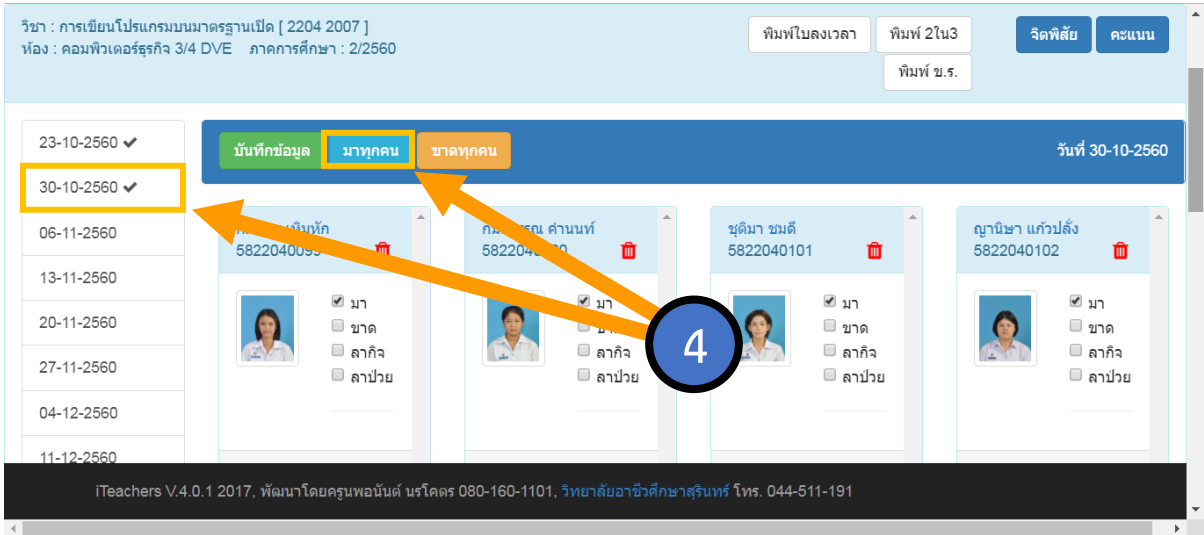 วิชา : การเขียนโปรแกรมบนมาตรฐานเปิด [ 2204 2007 ]
ห้อง : คอมพิวเตอร์ธุรกิจ 3/4 DVE ภาคการศึกษา : 2/2560
พิมพ์ใบลงเวลา พิมพ์ 2ใน3 จิตพิสัย คะแนน
พิมพ์ ข.ร.
23-10-2560 ✔
30-10-2560 ✔
06-11-2560
13-11-2560
20-11-2560
27-11-2560
04-12-2560
11-12-2560
บันทึกข้อมูล มาทุกคน ขาดทุกคน วันที่ 30-10-2560
ชุติมา ชมดี
5822040101
มา
ขาด
ลากิจ
ลาป่วย
ญานิษา แก้วปลั่ง
5822040102
มา
ขาด
ลากิจ
ลาป่วย
คำนนท์
มา
ลากิจ
ลาป่วย
มา
ขาด
ลากิจ
ลาป่วย
4
iTeachers V.4.0.1 2017, พัฒนาโดยครูนพอนันต์ นรโคตร 080-160-1101, วิทยาลัยอาชีวศึกษาสุรินทร์ โทร. 044-511-191